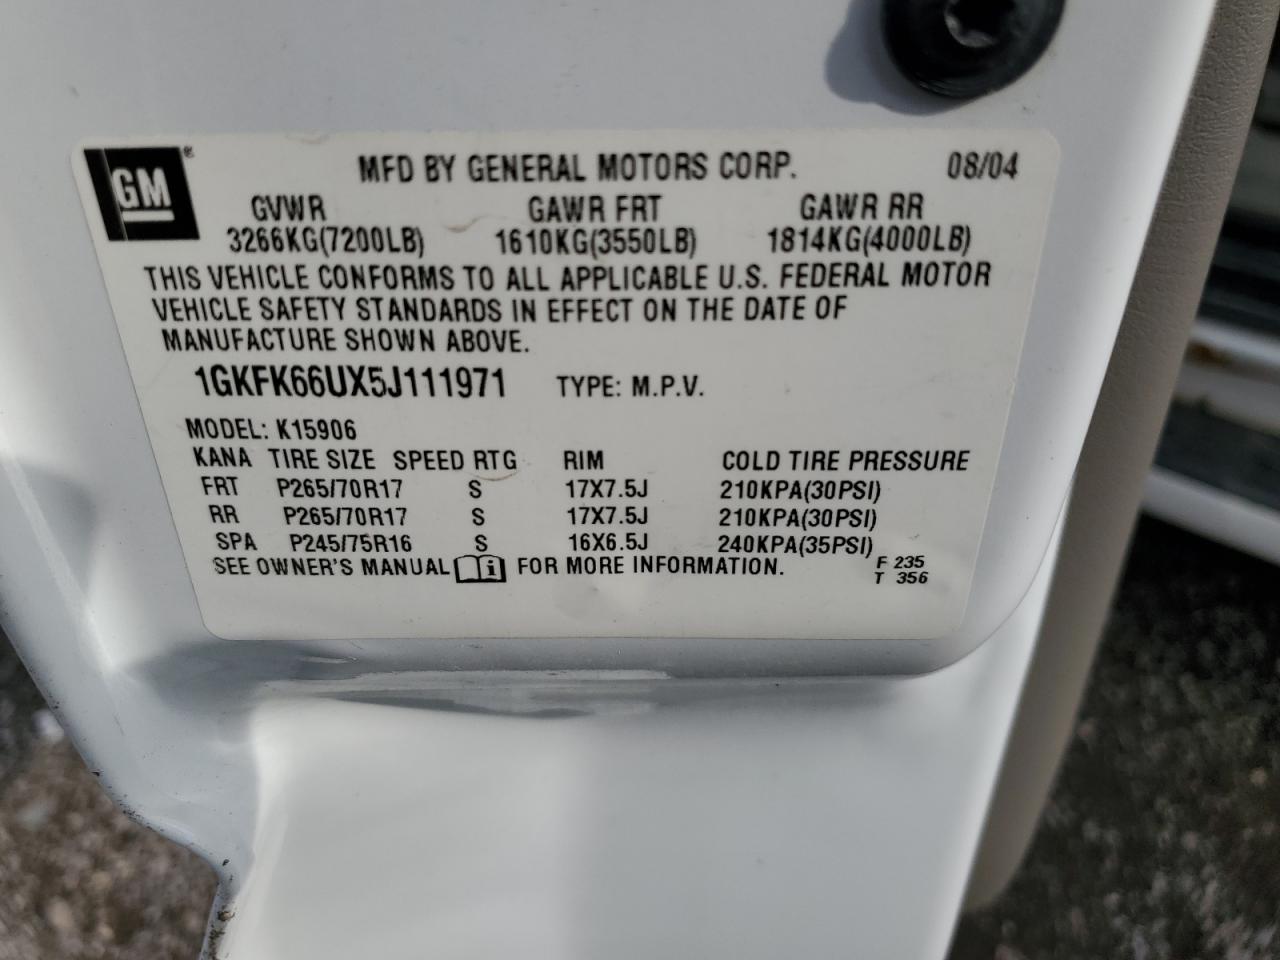 GM® MFD BY GENERAL MOTORS CORP. 08/04
GVWR GAWR FRT GAWR RR
3266KG(7200LB) 1610KG(3550LB) 1814KG(4000LB)
THIS VEHICLE CONFORMS TO ALL APPLICABLE U.S. FEDERAL MOTOR
VEHICLE SAFETY STANDARDS IN EFFECT ON THE DATE OF
MANUFACTURE SHOWN ABOVE.
1GKFK66UX5J111971 TYPE: M.P.V.
MODEL: K15906
KANA TIRE SIZE SPEED RTG RIM COLD TIRE PRESSURE
FRT P265/70R17 S 17X7.5J 210KPA(30PSI)
RR P265/70R17 S 17X7.5J 210KPA(30PSI)
SPA P245/75R16 S 16X6.5J 240KPA(35PSI)
SEE OWNER'S MANUAL i FOR MORE INFORMATION. F 235
T 356